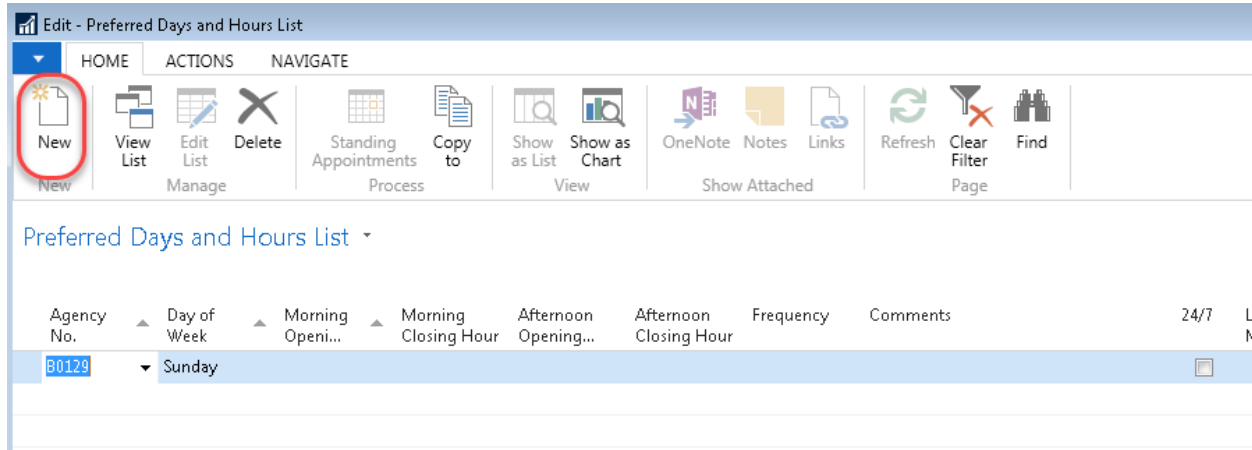 Edit - Preferred Days and Hours List
HOME ACTIONS NAVIGATE
New View Edit Delete Standing Copy Show Show as OneNote Notes Links Refresh Clear Find
List List Appointments to as List Chart Filter
New Manage Process View Show Attached Page
Preferred Days and Hours List
Agency Day of Morning Morning Afternoon Afternoon Frequency Comments 24/7 L
No. Week Openi... Closing Hour Opening... Closing Hour
B0129 Sunday